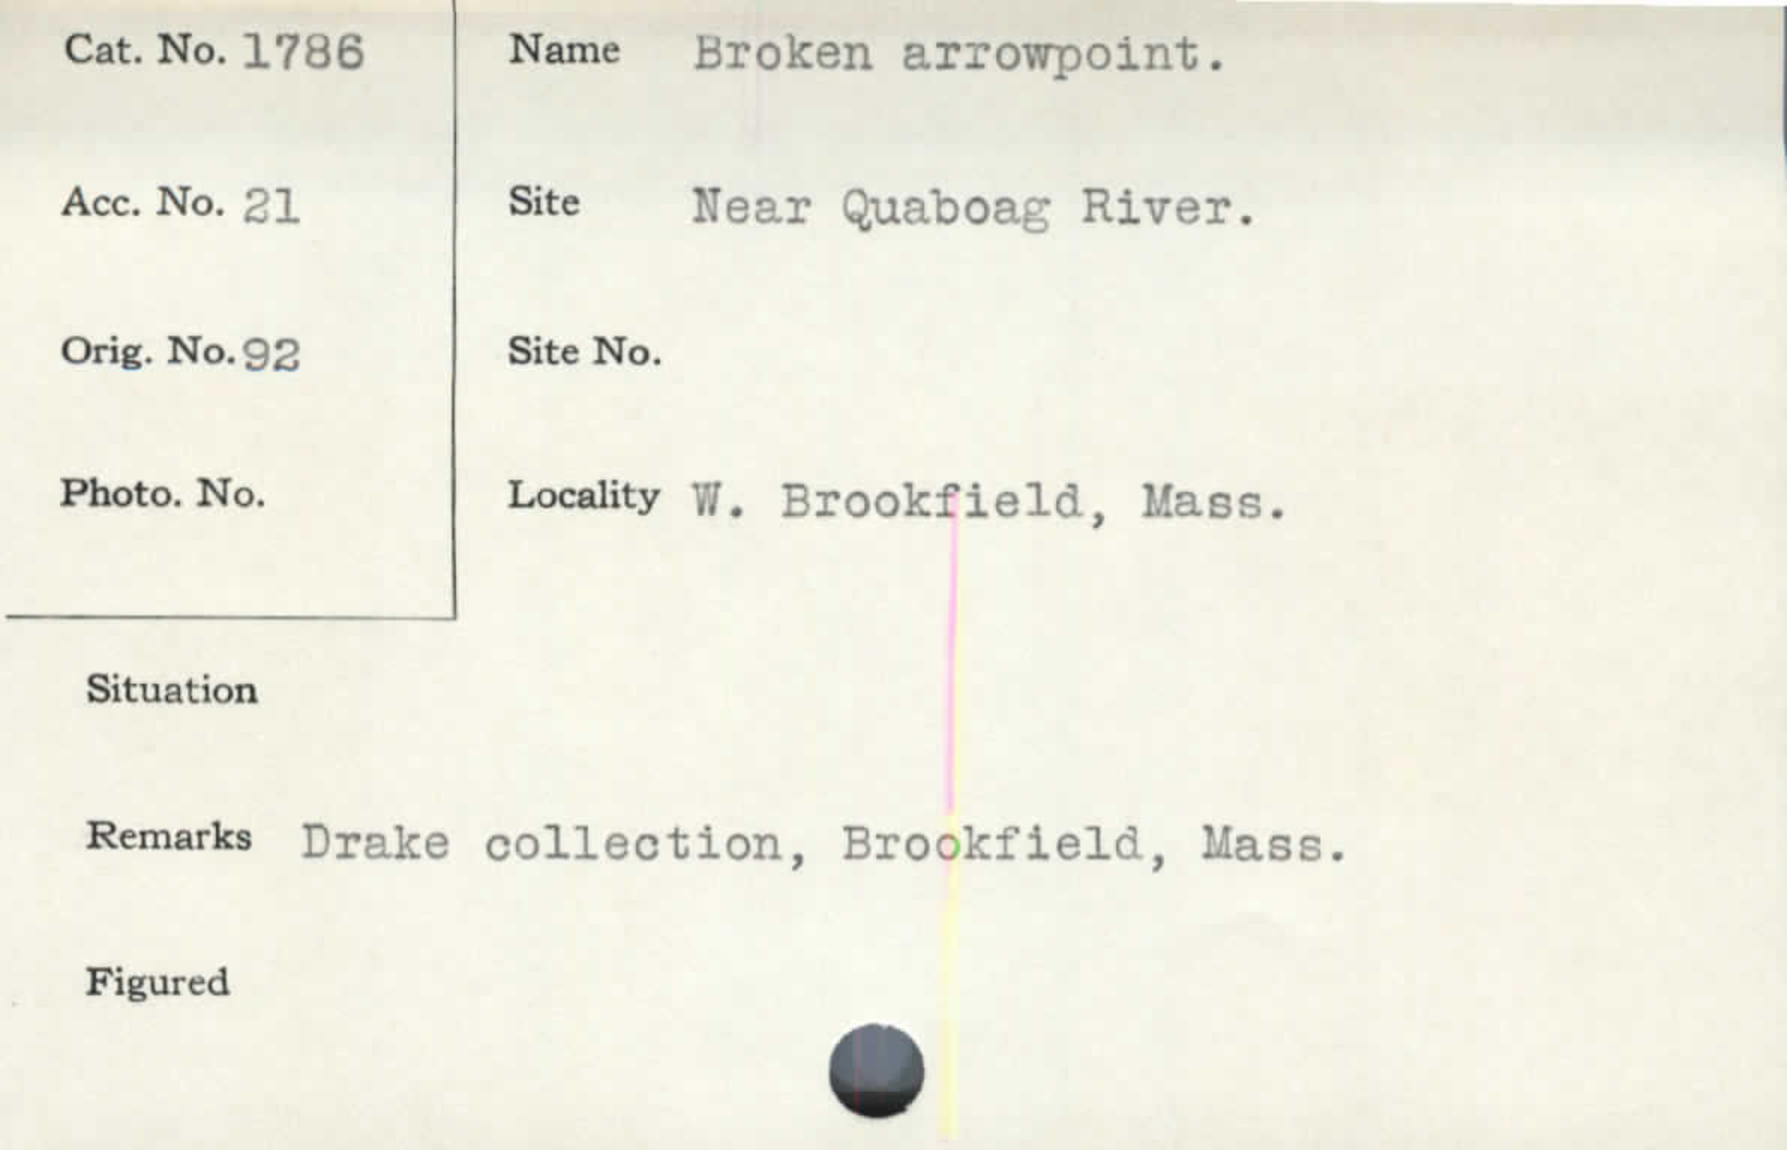 Cat. No. 1786
Name Broken arrowpoint.
Acc. No. 21
Site Near Quaboag River.
Orig. No. 92
Site No.
Photo. No.
Locality W. Brookfield, Mass.
Situation
Remarks Drake collection, Brookfield, Mass.
Figured